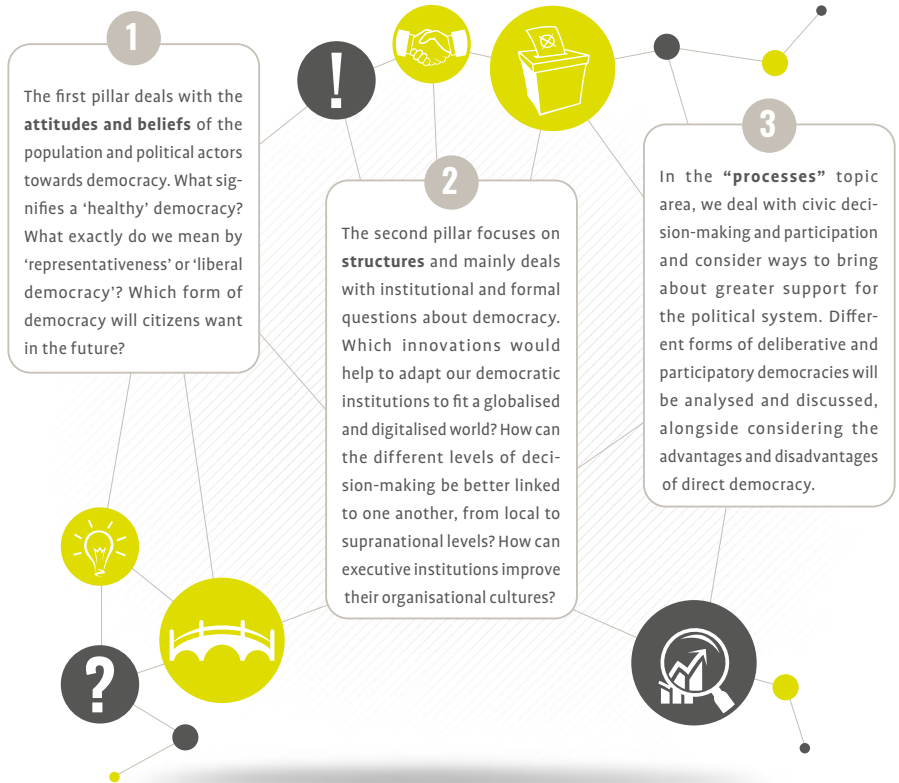 1
The first pillar deals with the
attitudes and beliefs of the
population and political actors
towards democracy. What sig-
nifies a ‘healthy’ democracy?
What exactly do we mean by
‘representativeness’ or ‘liberal
democracy’? Which form of
democracy will citizens want
in the future?
!
2
The second pillar focuses on
structures and mainly deals
with institutional and formal
questions about democracy.
Which innovations would
help to adapt our democratic
institutions to fit a globalised
and digitalised world? How can
the different levels of deci-
sion-making be better linked
to one another, from local to
supranational levels? How can
executive institutions improve
their organisational cultures?
3
In the “processes” topic
area, we deal with civic deci-
sion-making and participation
and consider ways to bring
about greater support for
the political system. Differ-
ent forms of deliberative and
participatory democracies will
be analysed and discussed,
alongside considering the
advantages and disadvantages
of direct democracy.
?